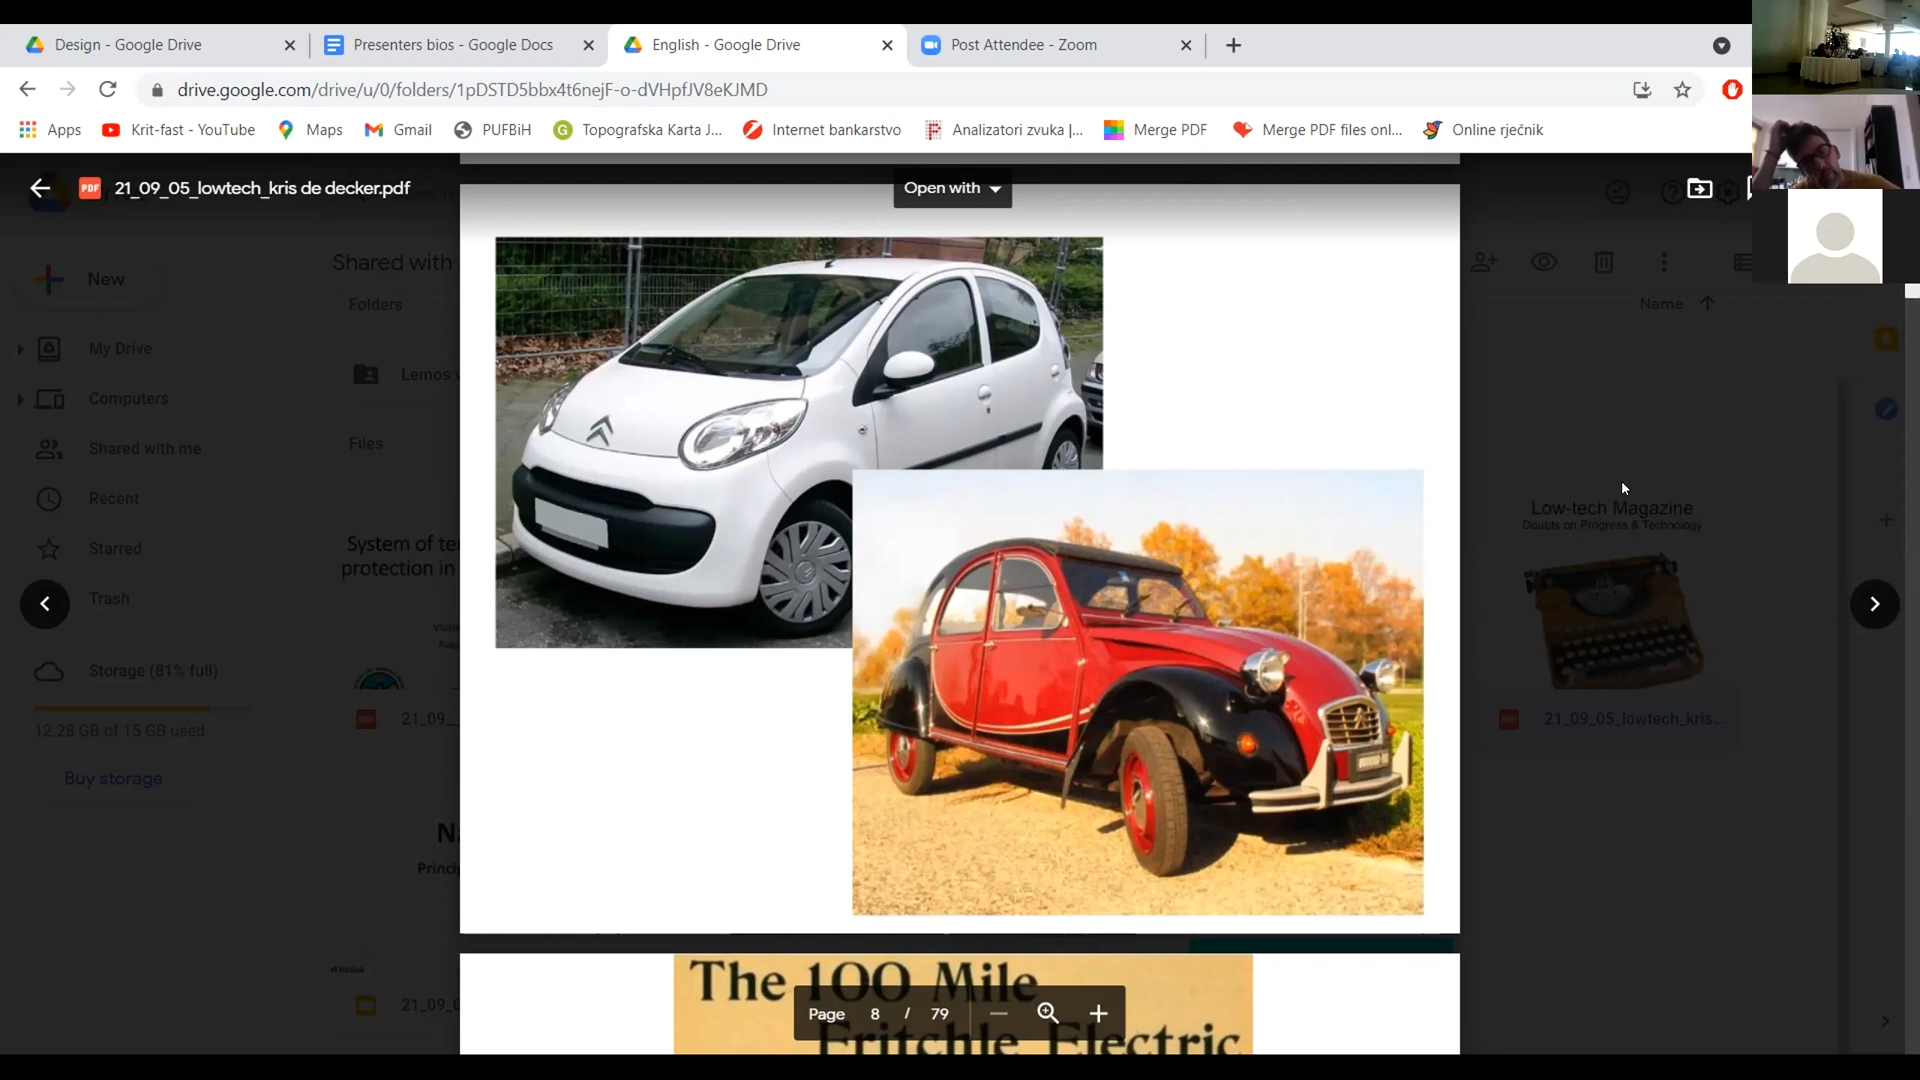 Design - Google Drive
Presenters bios - Google Docs
English - Google Drive
Post Attendee - Zoom
drive.google.com/drive/u/0/folders/1pDSTD5bbx4t6nejF-o-dVHpfJV8eKJMD
Apps
Krit-fast - YouTube
Maps
Gmail
PUFBiH
Topografska Karta J...
Internet bankarstvo
Analizatori zvuka |...
Merge PDF
Merge PDF files onl...
Online rječnik
PDF
21_09_05_lowtech_kris de decker.pdf
Open with
New
Shared with
Folders
Name
My Drive
Lemos
Computers
Files
Shared with me
Recent
Starred
Trash
Storage (81% full)
12.28 GB of 15 GB used
Buy storage
System of te
protection in
21_09_
Princip
21_09_0
Low-tech Magazine
Doubts on Progress & Technology
21_09_05_lowtech_kris...
The 100 Mile
Fritchle Electric
Page 8 / 79